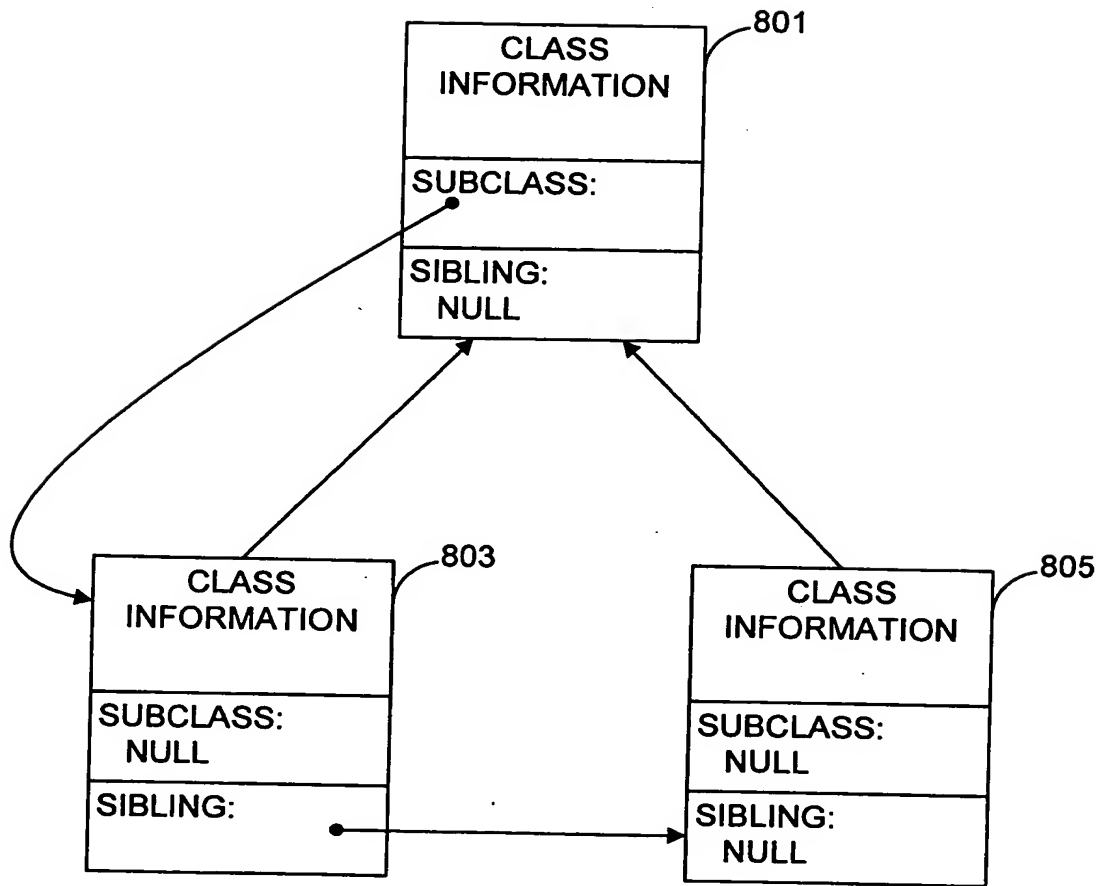 801
CLASS
INFORMATION
SUBCLASS:
SIBLING:
NULL
803
CLASS
INFORMATION
SUBCLASS:
NULL
SIBLING:
805
CLASS
INFORMATION
SUBCLASS:
NULL
SIBLING:
NULL